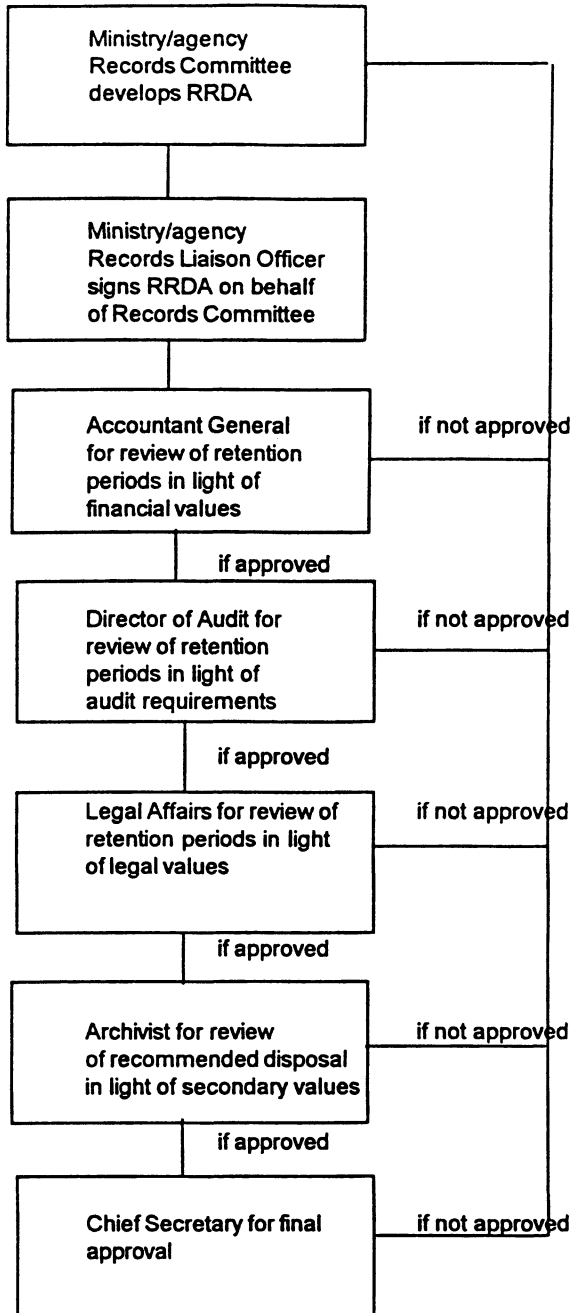 Ministry/agency
Records Committee
develops RRDA
Ministry/agency
Records Liaison Officer
signs RRDA on behalf
of Records Committee
Accountant General
for review of retention
periods in light of
financial values
if not approved
if approved
Director of Audit for
review of retention
periods in light of
audit requirements
if not approved
if approved
Legal Affairs for review of
retention periods in light
of legal values
if not approved
if approved
Archivist for review
of recommended disposal
in light of secondary values
if not approved
if approved
Chief Secretary for final
approval
if not approved